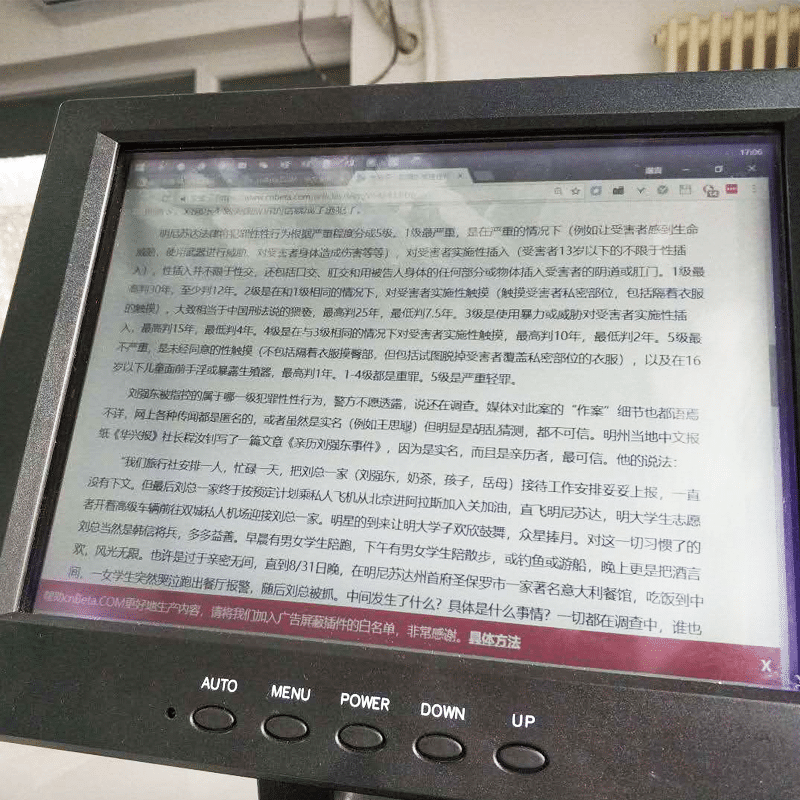 17:06
www.cnbeta.com
明尼苏达法律将犯罪性性行为根据严重程度分成5级。1级最严重，是在严重的情况下（例如让受害者感到生命
威胁，使用武器进行威胁、对受害者身体造成伤害等等），对受害者实施性插入（受害者13岁以下的不限于性插
入），性插入并不限于性交，还包括口交、肛交和用被告人身体的任何部分或物体插入受害者的阴道或肛门。1级最
高判30年，至少判12年。2级是在和1级相同的情况下，对受害者实施性触摸（触摸受害者私密部位，包括隔着衣服
的触摸），大致相当于中国刑法说的猥亵，最高判25年，最低判7.5年。3级是使用暴力或威胁对受害者实施性插
入，最高判15年，最低判4年。4级是在与3级相同的情况下对受害者实施性触摸，最高判10年，最低判2年。5级最
不严重，是未经同意的性触摸（不包括隔着衣服摸臀部，但包括试图脱掉受害者覆盖私密部位的衣服），以及在16
岁以下儿童面前手淫或暴露生殖器，最高判1年。1-4级都是重罪。5级是严重轻罪。
刘强东被指控的属于哪一级犯罪性性行为，警方不愿透露，说还在调查。媒体对此案的“作案”细节也都语焉
不详，网上各种传闻都是匿名的，或者虽然是实名（例如王思聪）但明显是胡乱猜测，都不可信。明州当地中文报
纸《华兴报》社长程汝钊写了一篇文章《亲历刘强东事件》，因为是实名，而且是亲历者，最可信。他的说法：
“我们旅行社安排一人，忙碌一天，把刘总一家（刘强东，奶茶，孩子，岳母）接待工作安排妥妥上报，一直
没有下文。但最后刘总一家终于按预定计划乘私人飞机从北京进阿拉斯加入关加油，直飞明尼苏达，明大学生志愿
者开着高级车辆前往双城私人机场迎接刘总一家。明星的到来让明大学子欢欣鼓舞，众星捧月。对这一切习惯了的
刘总当然是韩信将兵，多多益善。早晨有男女学生陪跑，下午有男女学生陪散步，或钓鱼或游船，晚上更是把酒言
欢，风光无限。也许是过于亲密无间，直到8/31日晚，在明尼苏达州首府圣保罗市一家著名意大利餐馆，吃饭到中
间，一女学生突然哭泣跑出餐厅报警，随后刘总被抓。中间发生了什么？具体是什么事情？一切都在调查中，谁也
帮助cnBeta.COM更好地生产内容，请将我们加入广告屏蔽插件的白名单，非常感谢。具体方法
X
AUTO
MENU
POWER
DOWN
UP